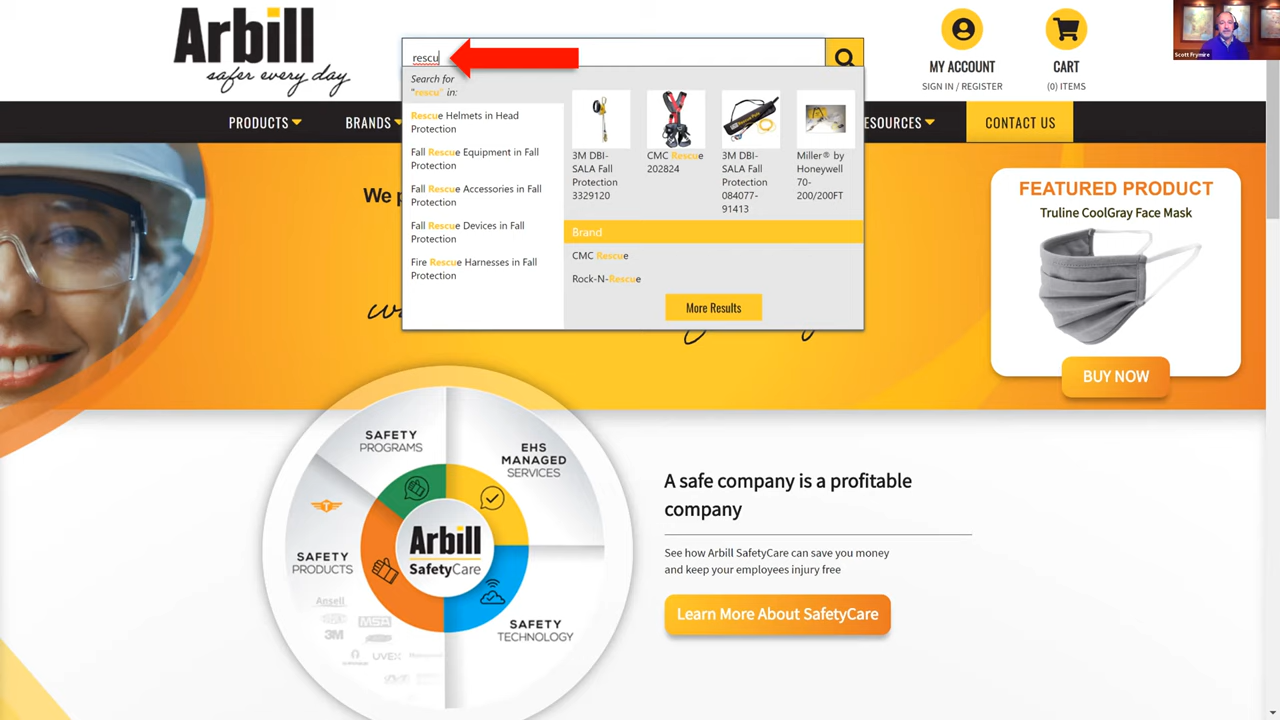 Arbill
safer every day
rescu
MY ACCOUNT
SIGN IN / REGISTER
CART
(0) ITEMS
Scott Frymire
Search for
"rescu" in:
Rescue Helmets in Head
Protection
Fall Rescue Equipment in Fall
Protection
Fall Rescue Accessories in Fall
Protection
Fall Rescue Devices in Fall
Protection
Fire Rescue Harnesses in Fall
Protection
3M DBI-
SALA Fall
Protection
3329120
CMC Rescue
202824
3M DBI-
SALA Fall
Protection
084077-
91413
Miller® by
Honeywell
70-
200/200FT
Brand
CMC Rescue
Rock-N-Rescue
More Results
PRODUCTS
BRANDS
ESOURCES
CONTACT US
We p
FEATURED PRODUCT
Truline CoolGray Face Mask
BUY NOW
SAFETY
PROGRAMS
EHS
MANAGED
SERVICES
SAFETY
PRODUCTS
Arbill
SafetyCare
SAFETY
TECHNOLOGY
Ansell
MSA
3M
UVEX
A safe company is a profitable
company
See how Arbill SafetyCare can save you money
and keep your employees injury free
Learn More About SafetyCare